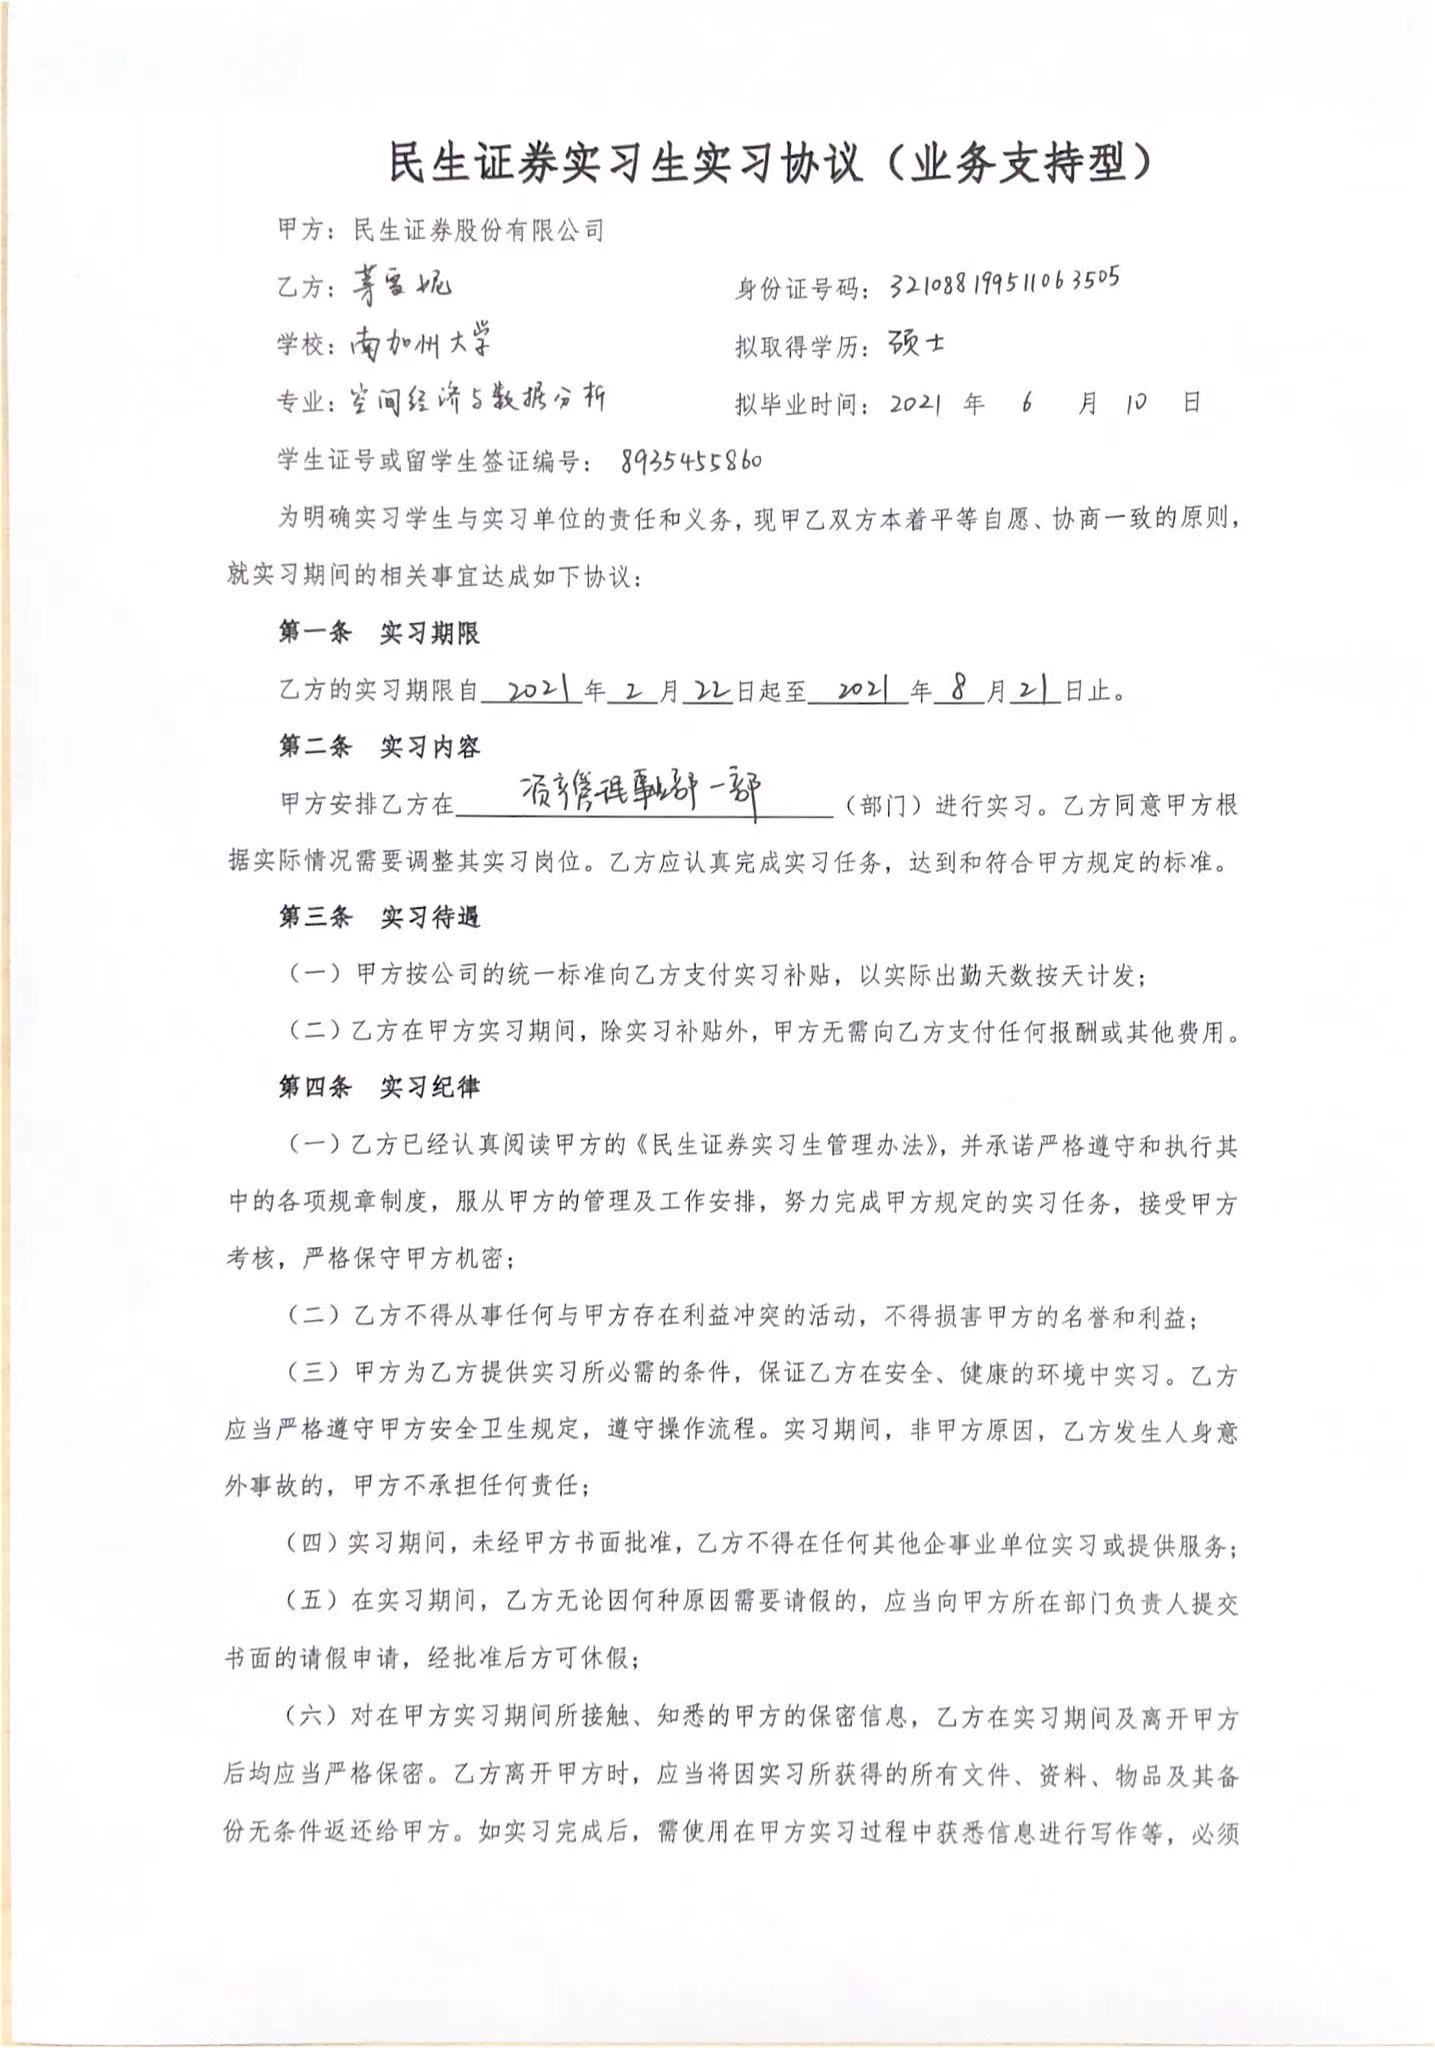 民生证券实习生实习协议（业务支持型）
甲方：民生证券股份有限公司
乙方：茅雪妮 身份证号码：321088199511063505
学校：南加州大学 拟取得学历：硕士
专业：空间经济与数据分析 拟毕业时间：2021 年 6 月 10 日
学生证号或留学生签证编号： 8935455860
为明确实习学生与实习单位的责任和义务，现甲乙双方本着平等自愿、协商一致的原则，
就实习期间的相关事宜达成如下协议：
第一条 实习期限
乙方的实习期限自 2021 年 2 月 22 日起至 2021 年 8 月 21 日止。
第二条 实习内容
甲方安排乙方在 资产管理事业部一部 （部门）进行实习。乙方同意甲方根
据实际情况需要调整其实习岗位。乙方应认真完成实习任务，达到和符合甲方规定的标准。
第三条 实习待遇
（一）甲方按公司的统一标准向乙方支付实习补贴，以实际出勤天数按天计发；
（二）乙方在甲方实习期间，除实习补贴外，甲方无需向乙方支付任何报酬或其他费用。
第四条 实习纪律
（一）乙方已经认真阅读甲方的《民生证券实习生管理办法》，并承诺严格遵守和执行其
中的各项规章制度，服从甲方的管理及工作安排，努力完成甲方规定的实习任务，接受甲方
考核，严格保守甲方机密；
（二）乙方不得从事任何与甲方存在利益冲突的活动，不得损害甲方的名誉和利益；
（三）甲方为乙方提供实习所必需的条件，保证乙方在安全、健康的环境中实习。乙方
应当严格遵守甲方安全卫生规定，遵守操作流程。实习期间，非甲方原因，乙方发生人身意
外事故的，甲方不承担任何责任；
（四）实习期间，未经甲方书面批准，乙方不得在任何其他企事业单位实习或提供服务；
（五）在实习期间，乙方无论因何种原因需要请假的，应当向甲方所在部门负责人提交
书面的请假申请，经批准后方可休假；
（六）对在甲方实习期间所接触、知悉的甲方的保密信息，乙方在实习期间及离开甲方
后均应当严格保密。乙方离开甲方时，应当将因实习所获得的所有文件、资料、物品及其备
份无条件返还给甲方。如实习完成后，需使用在甲方实习过程中获悉信息进行写作等，必须